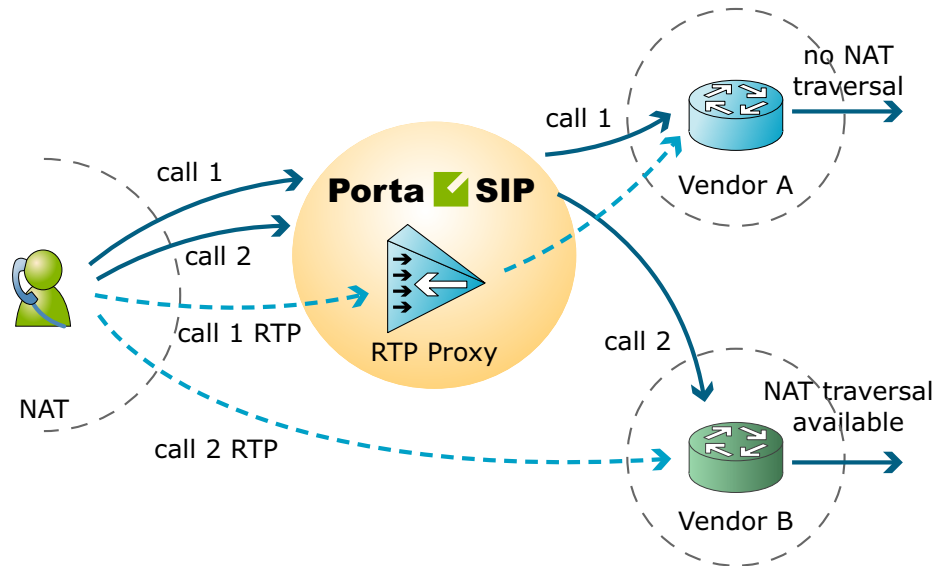 no NAT
traversal
call 1
Vendor A
call 1
Porta SIP
call 2
call 1 RTP
RTP Proxy
call 2
NAT
NAT traversal
available
call 2 RTP
Vendor B